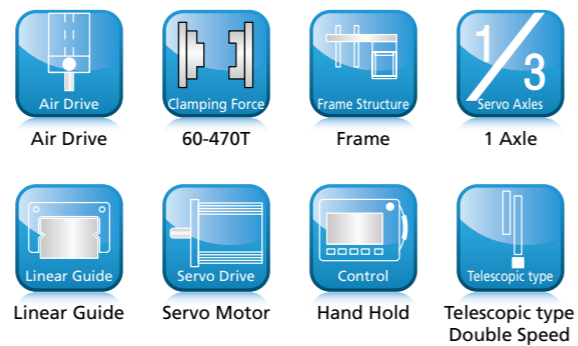 Air Drive
Clamping Force
Frame Structure
1/3
Servo Axles
Air Drive
60-470T
Frame
1 Axle
Linear Guide
Servo Drive
Control
Telescopic type
Linear Guide
Servo Motor
Hand Hold
Telescopic type
Double Speed